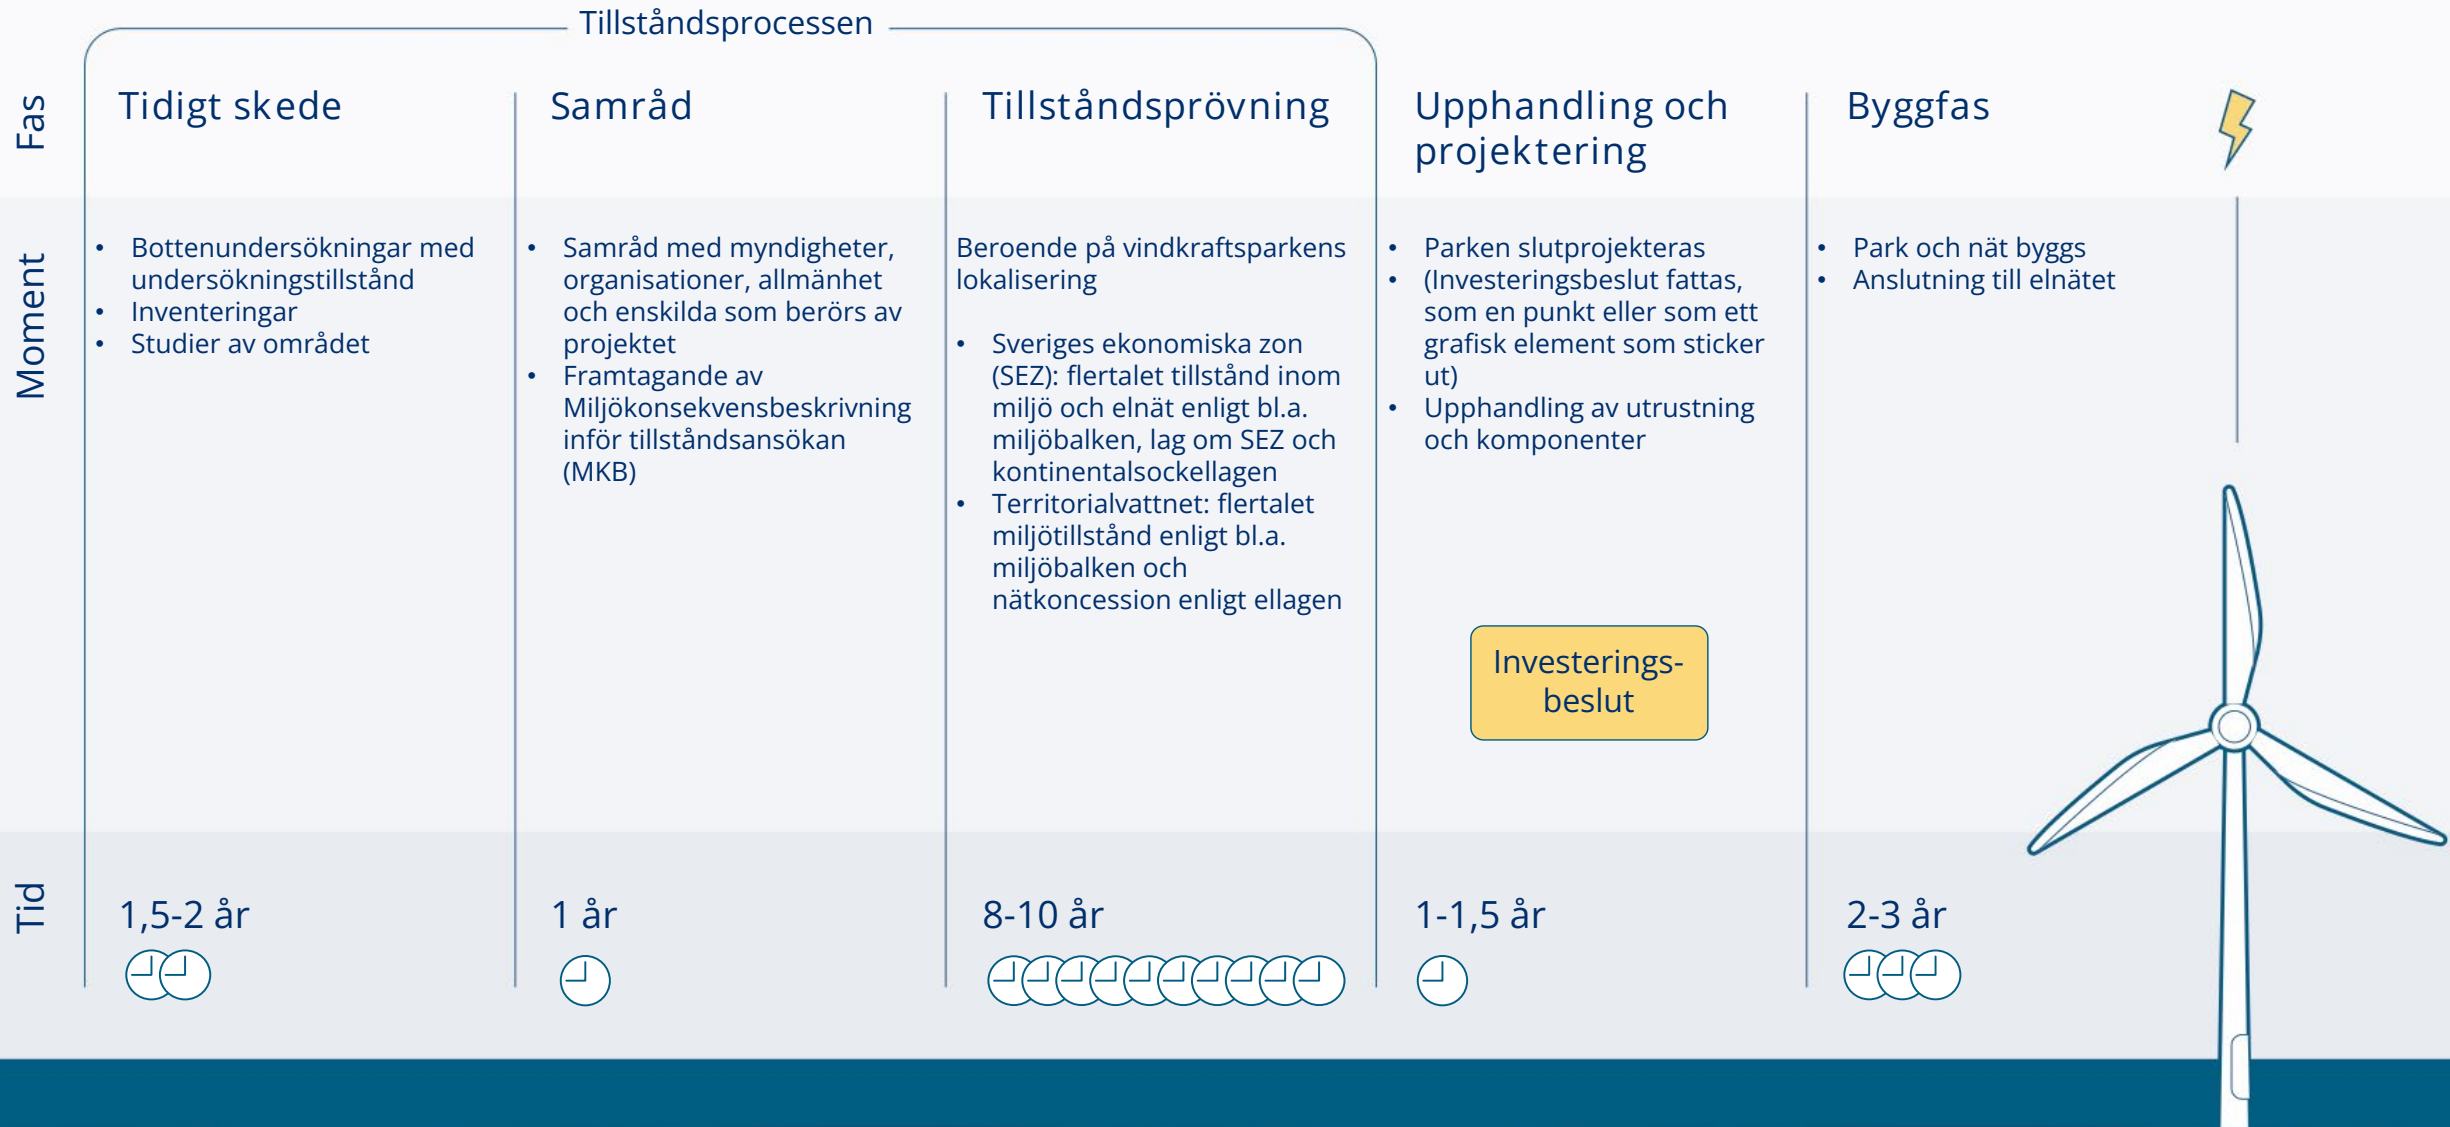 Tillståndsprocessen
Fas
Tidigt skede
Samråd
Tillståndsprövning
Upphandling och
projektering
Byggfas
Moment
• Bottenundersökningar med
undersökningstillstånd
• Inventeringar
• Studier av området
• Samråd med myndigheter,
organisationer, allmänhet
och enskilda som berörs av
projektet
• Framtagande av
Miljökonsekvensbeskrivning
inför tillståndsansökan
(MKB)
Beroende på vindkraftsparkens
lokalisering
• Sveriges ekonomiska zon
(SEZ): flertalet tillstånd inom
miljö och elnät enligt bl.a.
miljöbalken, lag om SEZ och
kontinentalsockellagen
• Territorialvattnet: flertalet
miljötillstånd enligt bl.a.
miljöbalken och
nätkoncession enligt ellagen
• Parken slutprojekteras
• (Investeringsbeslut fattas,
som en punkt eller som ett
grafisk element som sticker
ut)
• Upphandling av utrustning
och komponenter
Investerings-
beslut
• Park och nät byggs
• Anslutning till elnätet
Tid
1,5-2 år
1 år
8-10 år
1-1,5 år
2-3 år